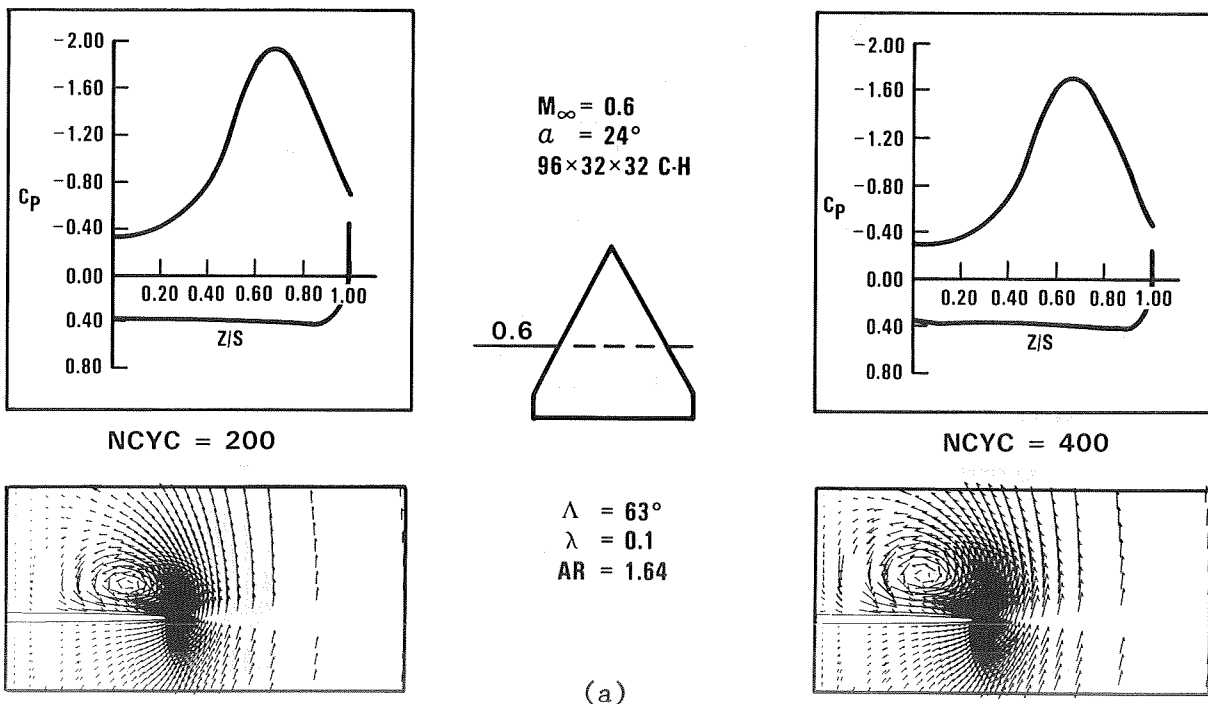 -2.00
-1.60
-1.20
-0.80
CP
-0.40
0.00
0.20 0.40 0.60 0.80 1.00
0.40
Z/S
0.80
NCYC = 200
M∞ = 0.6
α = 24°
96×32×32 C-H
0.6
Λ = 63°
λ = 0.1
AR = 1.64
(a)
-2.00
-1.60
-1.20
-0.80
CP
-0.40
0.00
0.20 0.40 0.60 0.80 1.00
0.40
Z/S
0.80
NCYC = 400